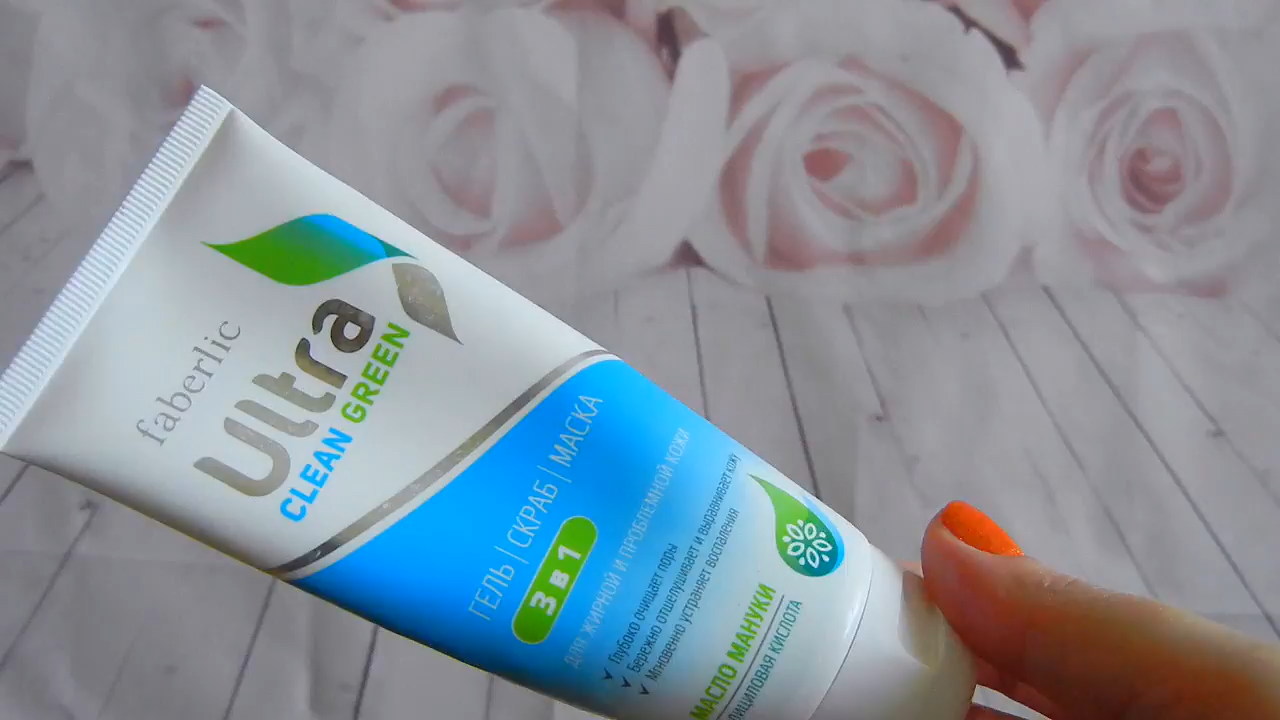 faberlic
Ultra
CLEAN GREEN
ГЕЛЬ | СКРАБ | МАСКА
3 в 1
ДЛЯ ЖИРНОЙ И ПРОБЛЕМНОЙ КОЖИ
Глубоко очищает поры
Бережно отшелушивает и выравнивает кожу
Мгновенно устраняет воспаления
МАСЛО МАНУКИ
КИСЛОТА